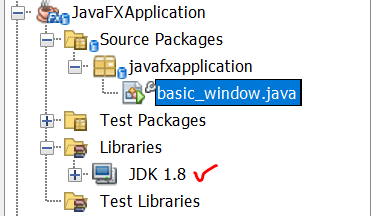 JavaFXApplication
Source Packages
javafxapplication
basic_window.java
Test Packages
Libraries
JDK 1.8
Test Libraries